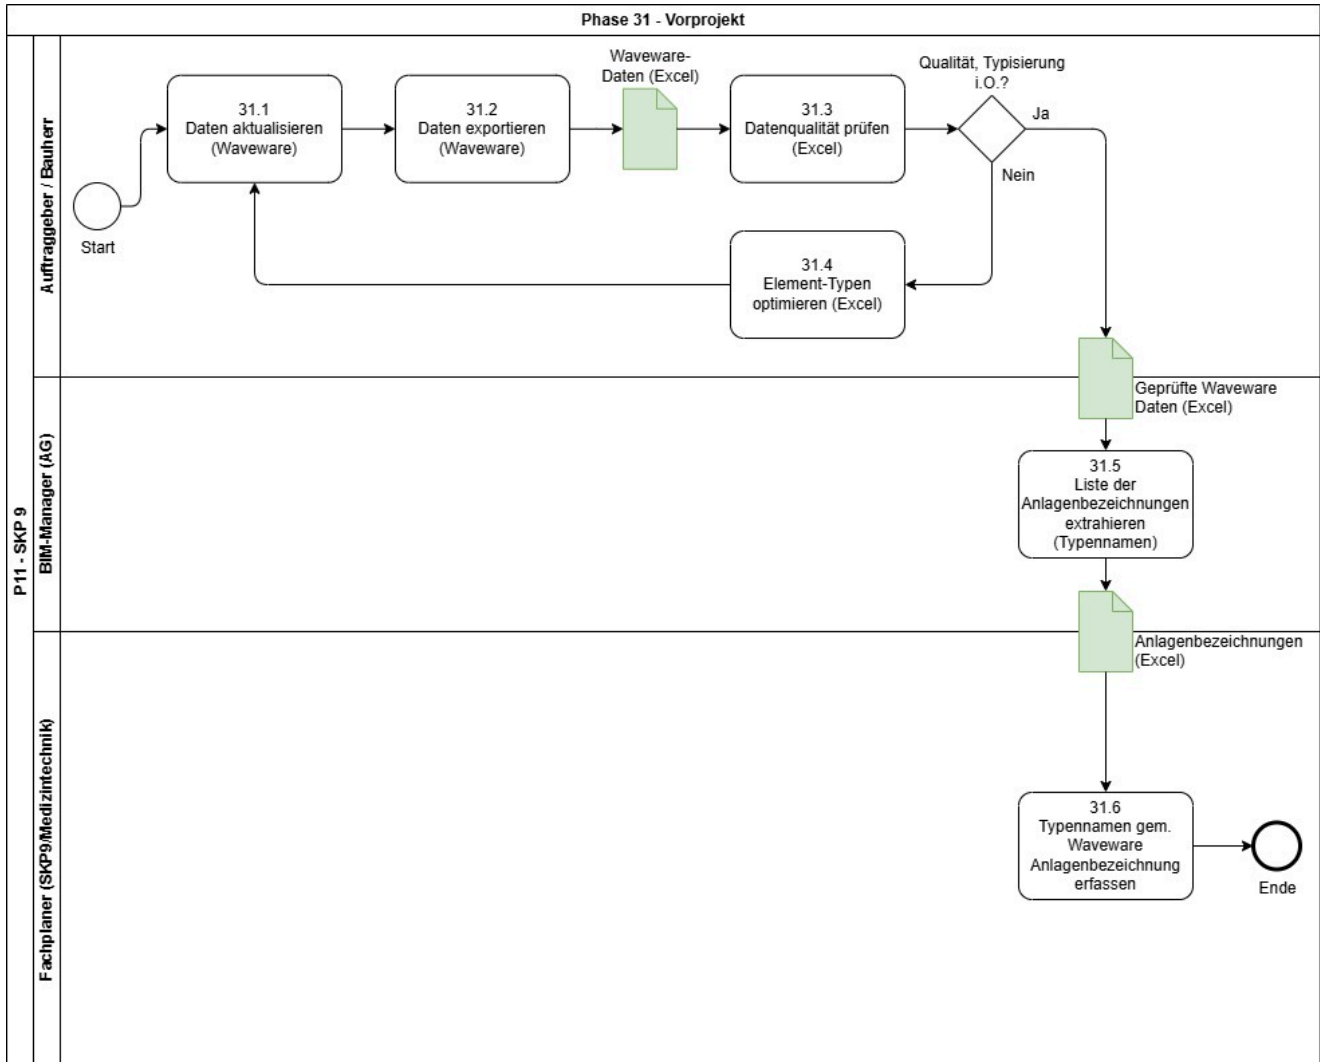 Phase 31 - Vorprojekt
P11 - SKP 9
Auftraggeber / Bauherr
Start
31.1
Daten aktualisieren
(Waveware)
31.2
Daten exportieren
(Waveware)
Waveware-
Daten (Excel)
31.3
Datenqualität prüfen
(Excel)
Qualität, Typisierung
i.O.?
Ja
Nein
31.4
Element-Typen
optimieren (Excel)
Geprüfte Waveware
Daten (Excel)
BIM-Manager (AG)
31.5
Liste der
Anlagenbezeichnungen
extrahieren
(Typennamen)
Anlagenbezeichnungen
(Excel)
Fachplaner (SKP9/Medizintechnik)
31.6
Typennamen gem.
Waveware
Anlagenbezeichnung
erfassen
Ende